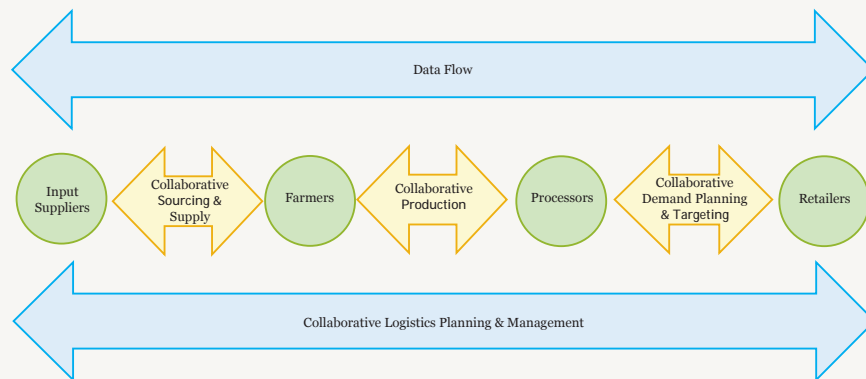 Data Flow
Input
Suppliers
Collaborative
Sourcing &
Supply
Farmers
Collaborative
Production
Processors
Collaborative
Demand Planning
& Targeting
Retailers
Collaborative Logistics Planning & Management